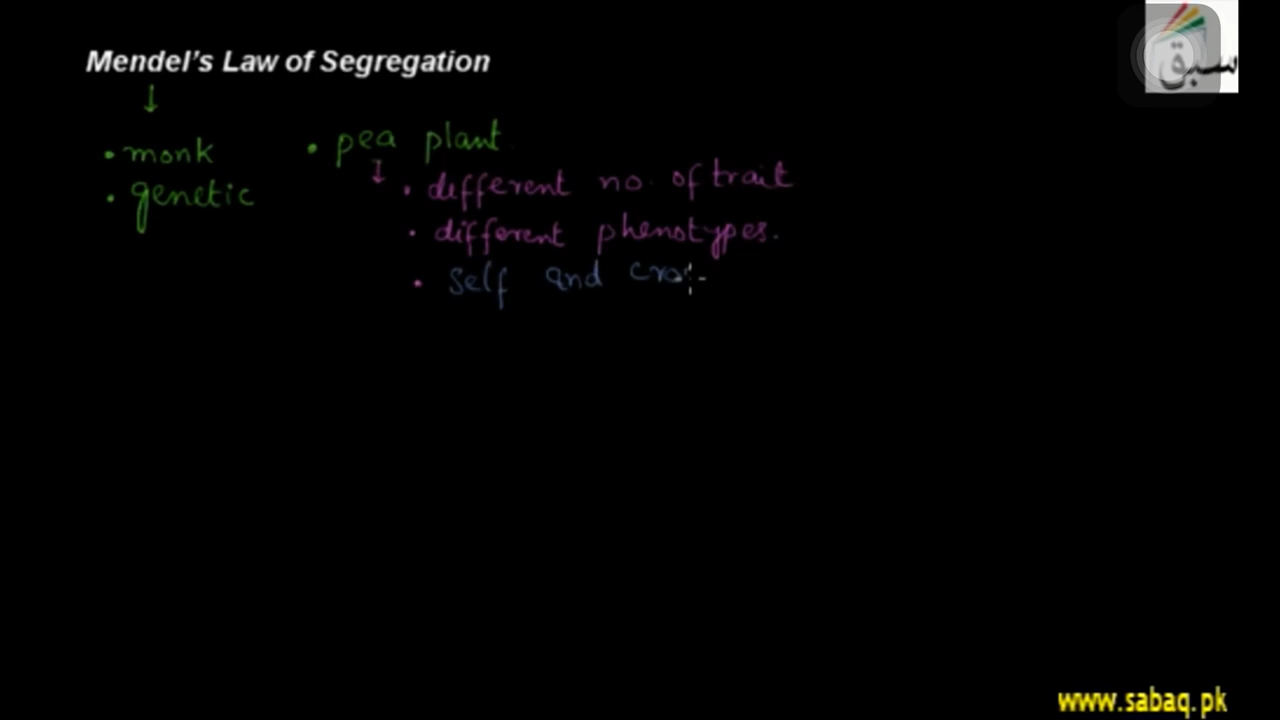 Mendel's Law of Segregation
سبق
↓
• monk
• genetic
• pea plant
↓ • different no. of trait
• different phenotypes.
• self and cros
www.sabaq.pk